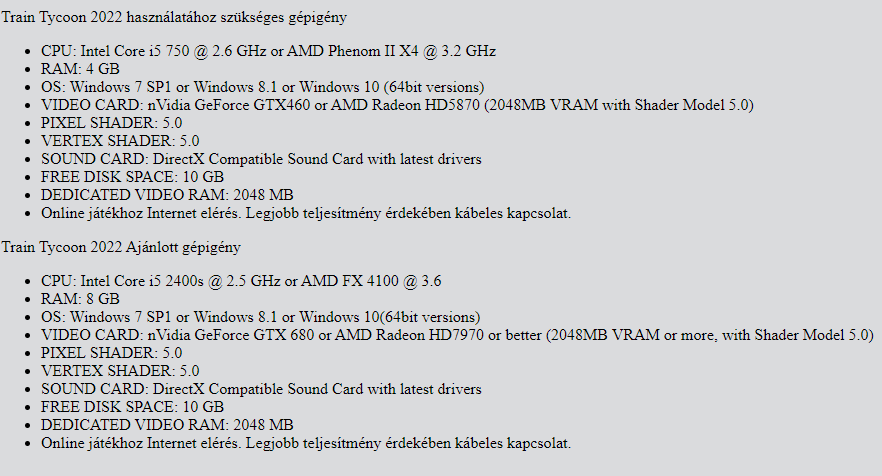 Train Tycoon 2022 használatához szükséges gépigény
CPU: Intel Core i5 750 @ 2.6 GHz or AMD Phenom II X4 @ 3.2 GHz
RAM: 4 GB
OS: Windows 7 SP1 or Windows 8.1 or Windows 10 (64bit versions)
VIDEO CARD: nVidia GeForce GTX460 or AMD Radeon HD5870 (2048MB VRAM with Shader Model 5.0)
PIXEL SHADER: 5.0
VERTEX SHADER: 5.0
SOUND CARD: DirectX Compatible Sound Card with latest drivers
FREE DISK SPACE: 10 GB
DEDICATED VIDEO RAM: 2048 MB
Online játékhoz Internet elérés. Legjobb teljesítmény érdekében kábeles kapcsolat.
Train Tycoon 2022 Ajánlott gépigény
CPU: Intel Core i5 2400s @ 2.5 GHz or AMD FX 4100 @ 3.6
RAM: 8 GB
OS: Windows 7 SP1 or Windows 8.1 or Windows 10(64bit versions)
VIDEO CARD: nVidia GeForce GTX 680 or AMD Radeon HD7970 or better (2048MB VRAM or more, with Shader Model 5.0)
PIXEL SHADER: 5.0
VERTEX SHADER: 5.0
SOUND CARD: DirectX Compatible Sound Card with latest drivers
FREE DISK SPACE: 10 GB
DEDICATED VIDEO RAM: 2048 MB
Online játékhoz Internet elérés. Legjobb teljesítmény érdekében kábeles kapcsolat.